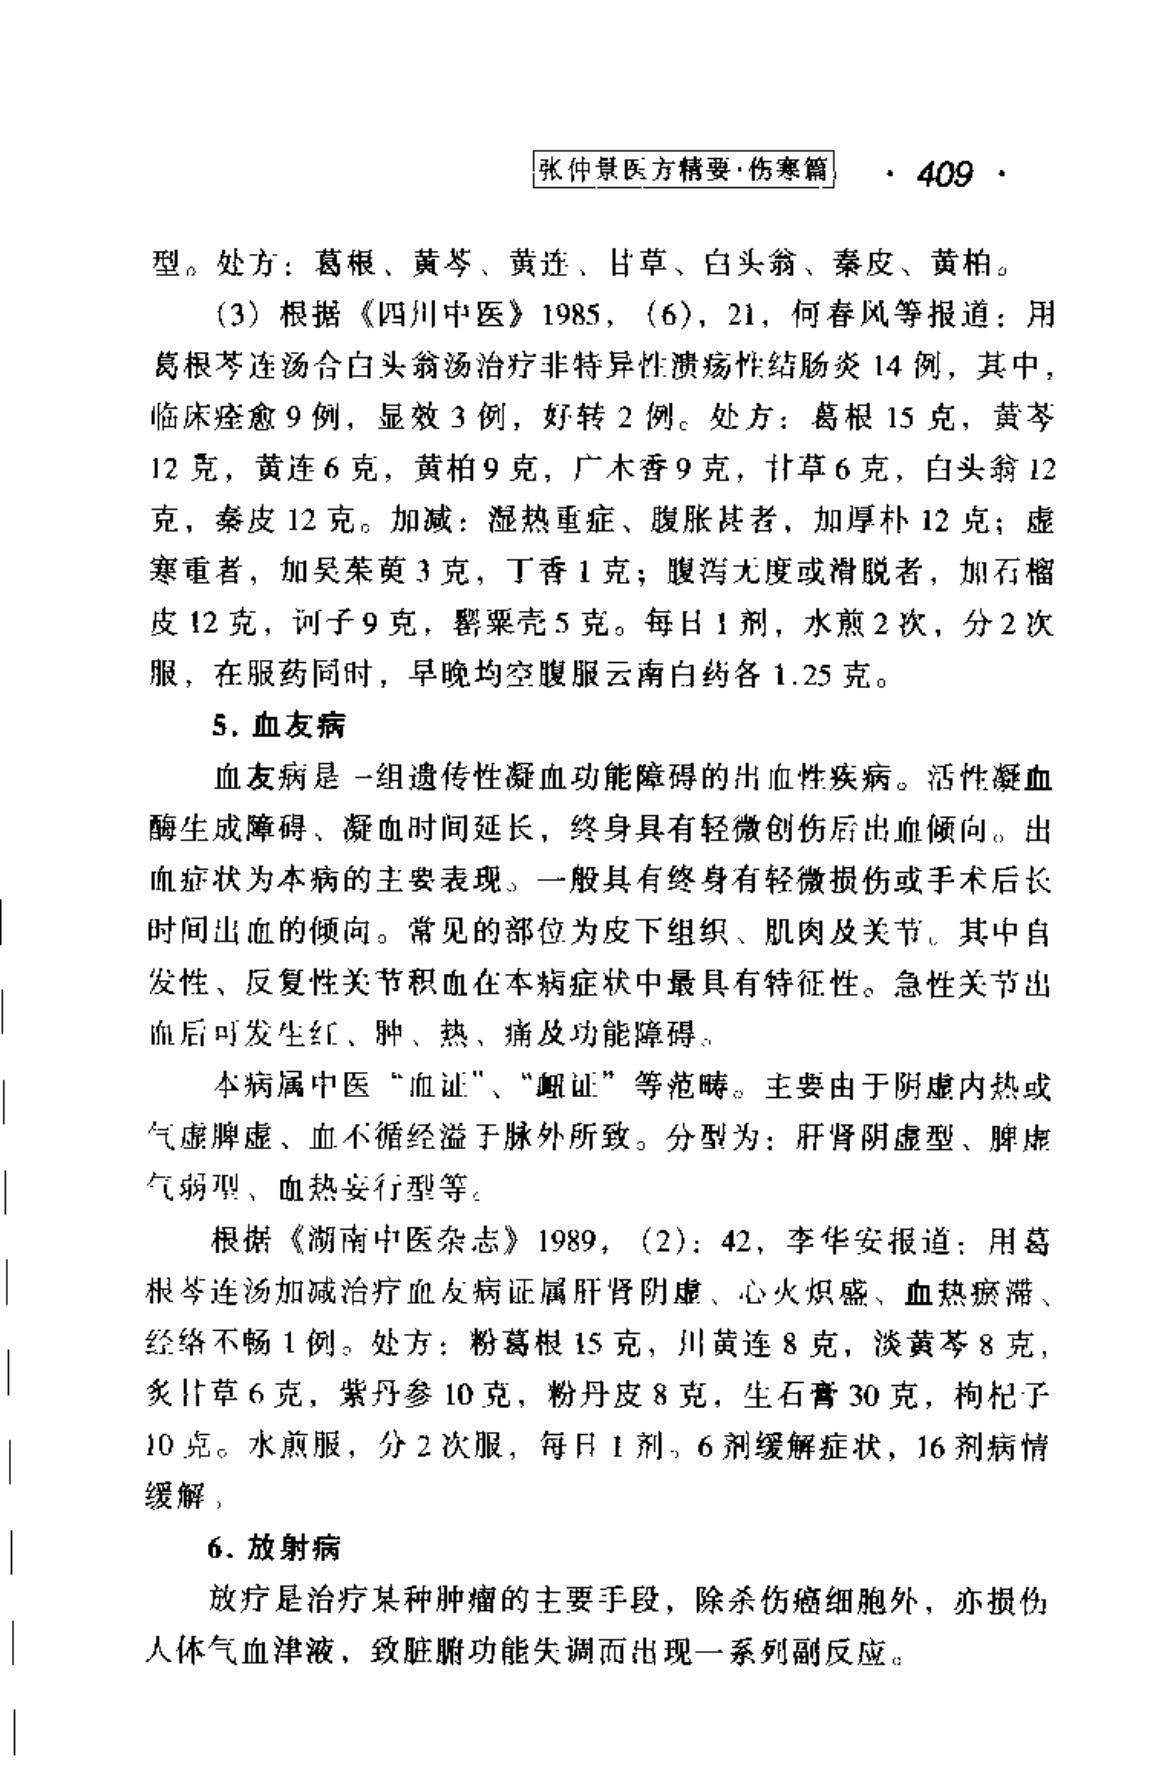 张仲景医方精要·伤寒篇 · 409 ·
型。处方：葛根、黄芩、黄连、甘草、白头翁、秦皮、黄柏。
（3）根据《四川中医》1985，（6），21，何春风等报道：用
葛根芩连汤合白头翁汤治疗非特异性溃疡性结肠炎 14 例，其中，
临床痊愈 9 例，显效 3 例，好转 2 例。处方：葛根 15 克，黄芩
12 克，黄连 6 克，黄柏 9 克，广木香 9 克，甘草 6 克，白头翁 12
克，秦皮 12 克。加减：湿热重症、腹胀甚者，加厚朴 12 克；虚
寒重者，加吴茱萸 3 克，丁香 1 克；腹泻无度或滑脱者，加石榴
皮 12 克，诃子 9 克，罂粟壳 5 克。每日 1 剂，水煎 2 次，分 2 次
服，在服药同时，早晚均空腹服云南白药各 1.25 克。
5. 血友病
血友病是一组遗传性凝血功能障碍的出血性疾病。活性凝血
酶生成障碍、凝血时间延长，终身具有轻微创伤后出血倾向。出
血症状为本病的主要表现。一般具有终身有轻微损伤或手术后长
时间出血的倾向。常见的部位为皮下组织、肌肉及关节。其中自
发性、反复性关节积血在本病症状中最具有特征性。急性关节出
血后可发生红、肿、热、痛及功能障碍。
本病属中医“血证”、“衄证”等范畴。主要由于阴虚内热或
气虚脾虚、血不循经溢于脉外所致。分型为：肝肾阴虚型、脾虚
气弱型、血热妄行型等。
根据《湖南中医杂志》1989，（2）：42，李华安报道：用葛
根芩连汤加减治疗血友病证属肝肾阴虚、心火炽盛、血热瘀滞、
经络不畅 1 例。处方：粉葛根 15 克，川黄连 8 克，淡黄芩 8 克，
炙甘草 6 克，紫丹参 10 克，粉丹皮 8 克，生石膏 30 克，枸杞子
10 克。水煎服，分 2 次服，每日 1 剂。6 剂缓解症状，16 剂病情
缓解。
6. 放射病
放疗是治疗某种肿瘤的主要手段，除杀伤癌细胞外，亦损伤
人体气血津液，致脏腑功能失调而出现一系列副反应。